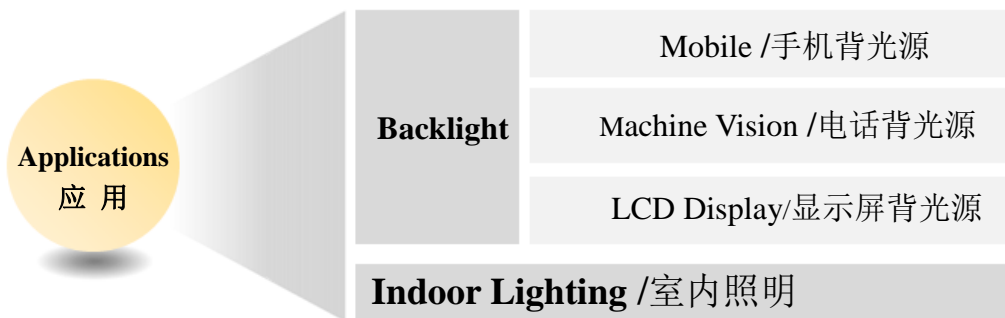 Applications
应 用
Backlight
Mobile /手机背光源
Machine Vision /电话背光源
LCD Display/显示屏背光源
Indoor Lighting /室内照明